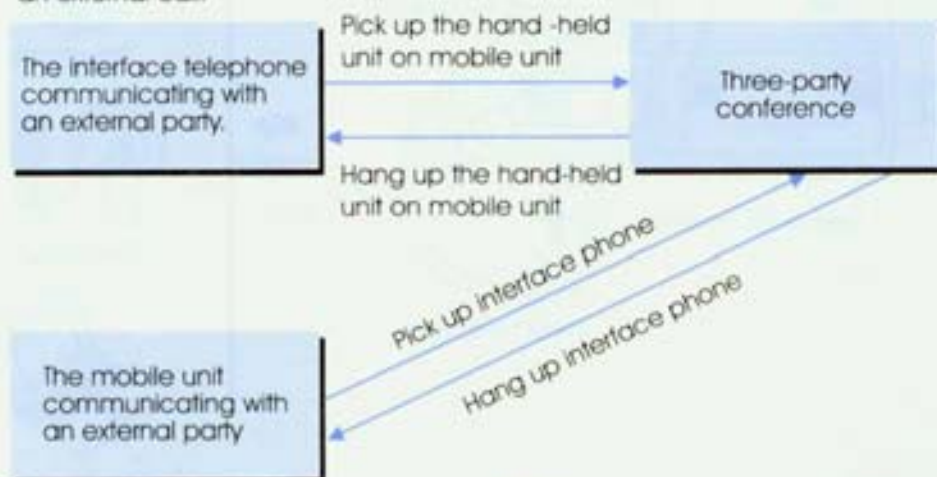 Pick up the hand -held
unit on mobile unit
The interface telephone
communicating with
an external party.
Three-party
conference
Hang up the hand-held
unit on mobile unit
Pick up interface phone
Hang up interface phone
The mobile unit
communicating with
an external party